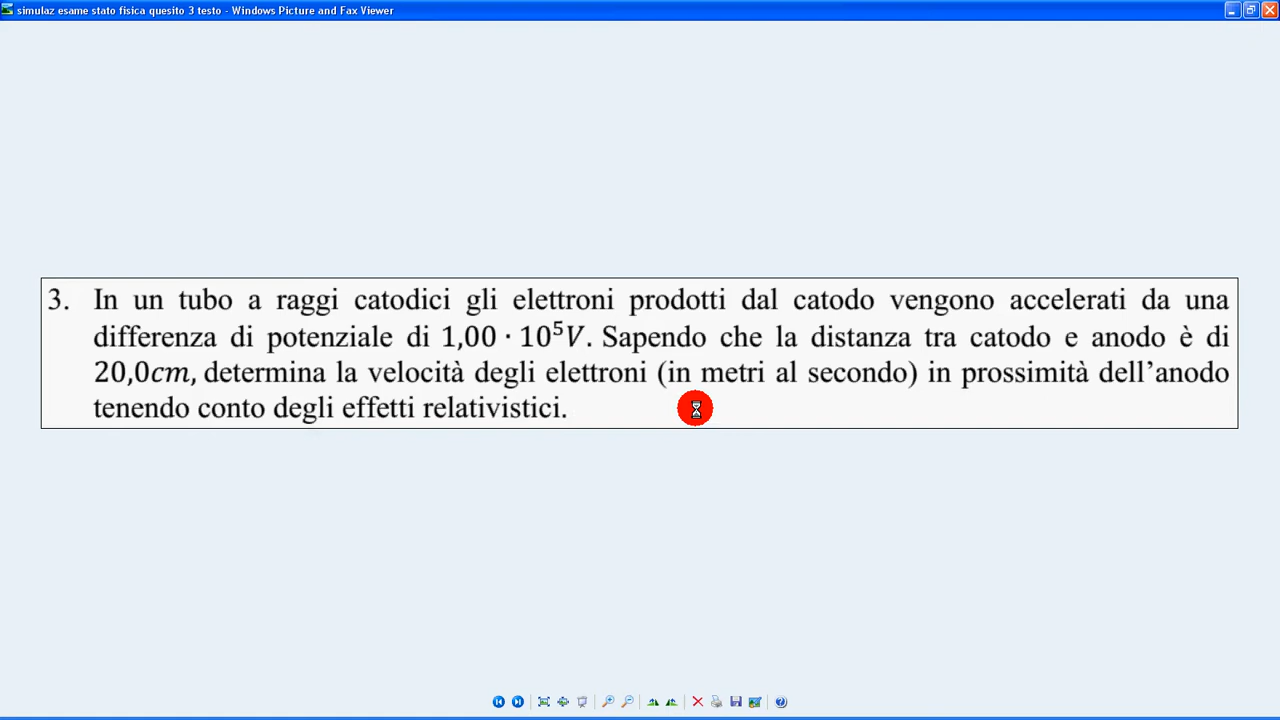 simulaz esame stato fisica quesito 3 testo - Windows Picture and Fax Viewer
3. In un tubo a raggi catodici gli elettroni prodotti dal catodo vengono accelerati da una
differenza di potenziale di 1,00 · 10⁵V. Sapendo che la distanza tra catodo e anodo è di
20,0cm, determina la velocità degli elettroni (in metri al secondo) in prossimità dell’anodo
tenendo conto degli effetti relativistici.